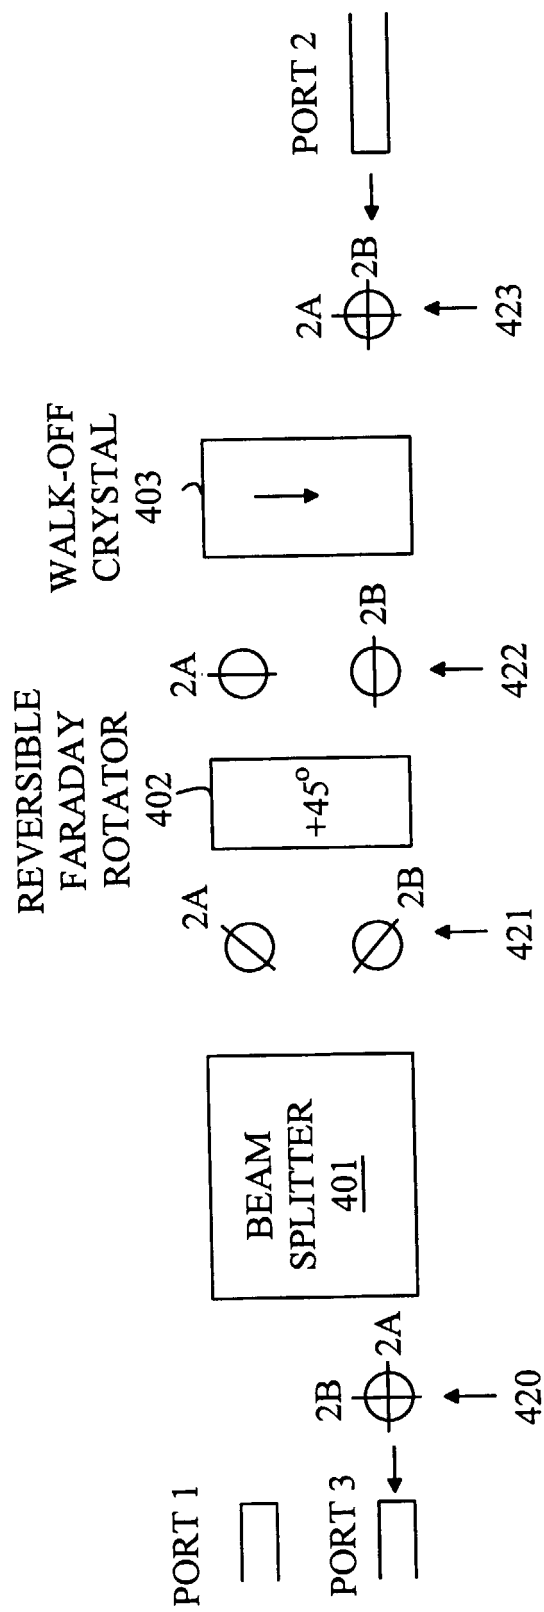 PORT 1
PORT 3
2B
2A
420
BEAM
SPLITTER
401
2A
2B
421
REVERSIBLE
FARADAY
ROTATOR
402
+45°
2A
2B
422
WALK-OFF
CRYSTAL
403
2A
2B
423
PORT 2